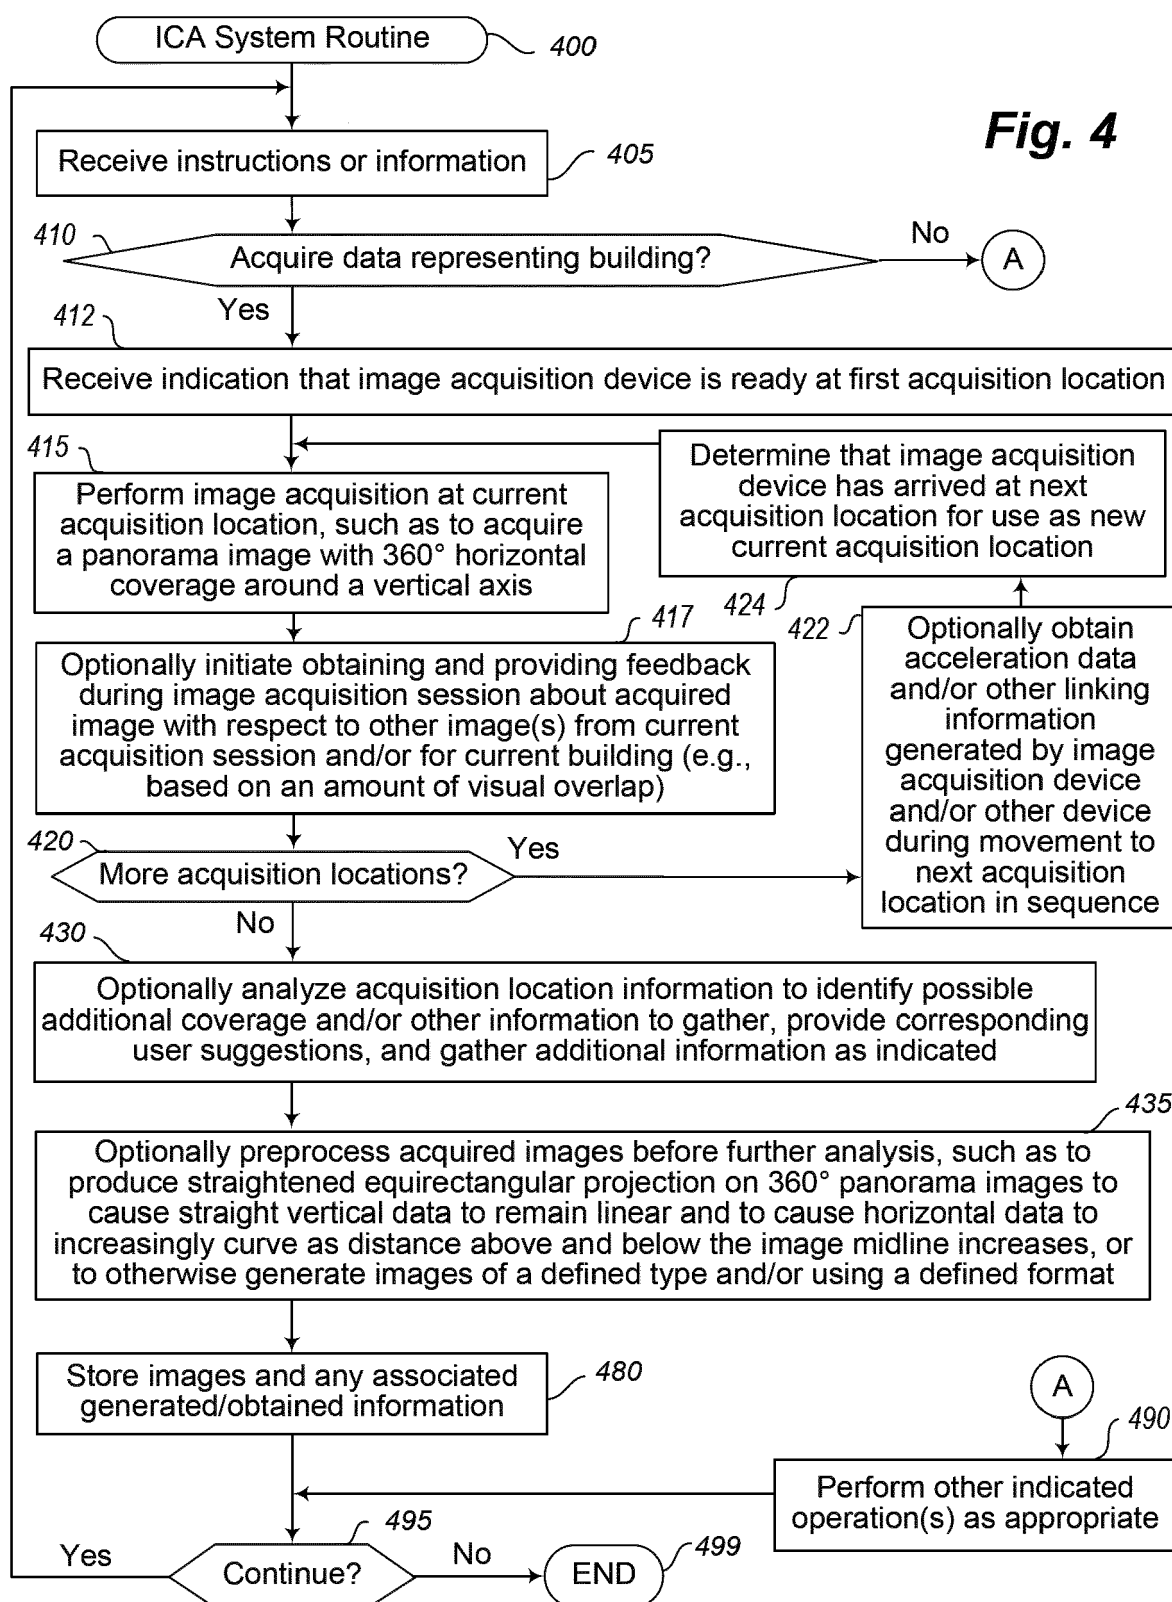 ICA System Routine
400
Fig. 4
Receive instructions or information
405
410
Acquire data representing building?
No
A
Yes
412
Receive indication that image acquisition device is ready at first acquisition location
415
Perform image acquisition at current
acquisition location, such as to acquire
a panorama image with 360° horizontal
coverage around a vertical axis
Determine that image acquisition
device has arrived at next
acquisition location for use as new
current acquisition location
424
417
Optionally initiate obtaining and providing feedback
during image acquisition session about acquired
image with respect to other image(s) from current
acquisition session and/or for current building (e.g.,
based on an amount of visual overlap)
422
Optionally obtain
acceleration data
and/or other linking
information
generated by image
acquisition device
and/or other device
during movement to
next acquisition
location in sequence
420
More acquisition locations?
Yes
No
430
Optionally analyze acquisition location information to identify possible
additional coverage and/or other information to gather, provide corresponding
user suggestions, and gather additional information as indicated
435
Optionally preprocess acquired images before further analysis, such as to
produce straightened equirectangular projection on 360° panorama images to
cause straight vertical data to remain linear and to cause horizontal data to
increasingly curve as distance above and below the image midline increases, or
to otherwise generate images of a defined type and/or using a defined format
Store images and any associated
generated/obtained information
480
A
490
Perform other indicated
operation(s) as appropriate
495
Yes
Continue?
No
END
499